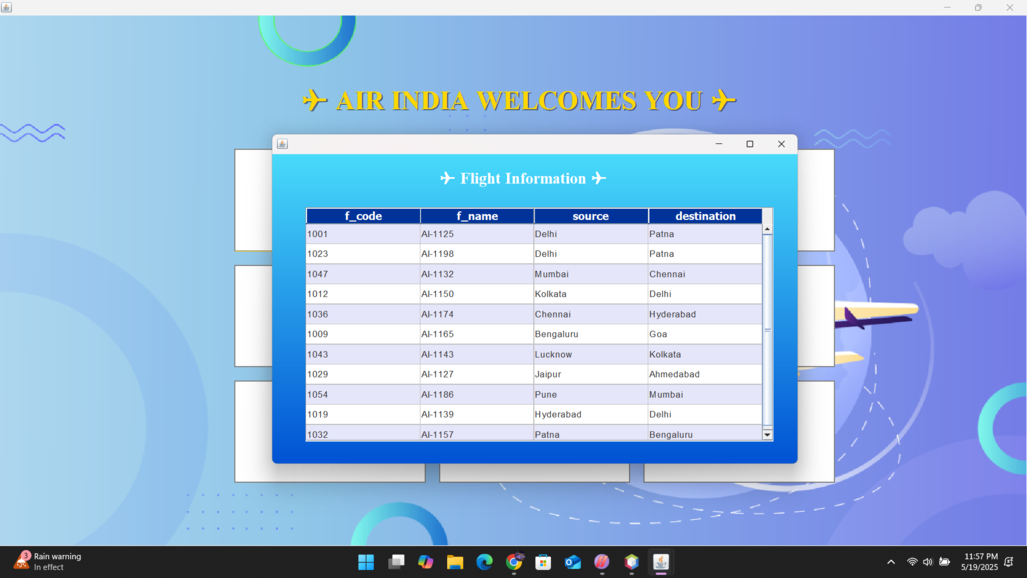 ✈ AIR INDIA WELCOMES YOU ✈
✈ Flight Information ✈
f_code f_name source destination
1001 AI-1125 Delhi Patna
1023 AI-1198 Delhi Patna
1047 AI-1132 Mumbai Chennai
1012 AI-1150 Kolkata Delhi
1036 AI-1174 Chennai Hyderabad
1009 AI-1165 Bengaluru Goa
1043 AI-1143 Lucknow Kolkata
1029 AI-1127 Jaipur Ahmedabad
1054 AI-1186 Pune Mumbai
1019 AI-1139 Hyderabad Delhi
1032 AI-1157 Patna Bengaluru
3
Rain warning
In effect
11:57 PM
5/19/2025